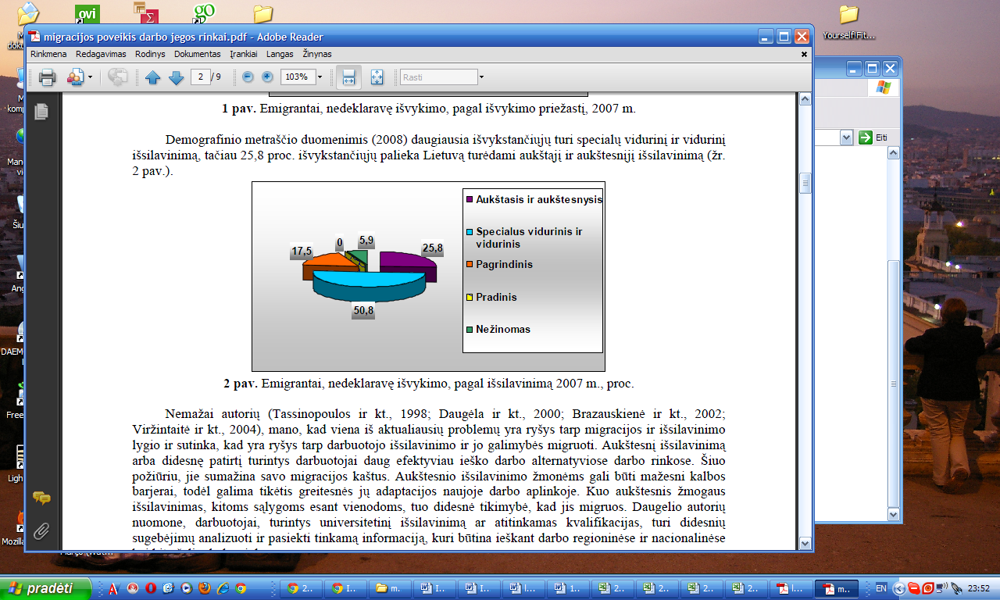 ovi
go
Yourself!Fit...
migracijos poveikis darbo jegos rinkai.pdf - Adobe Reader
Rinkmena Redagavimas Rodinys Dokumentas Įrankiai Langas Žinynas
2 / 9 103% Rasti
Eiti
1 pav. Emigrantai, nedeklaravę išvykimo, pagal išvykimo priežastį, 2007 m.
Demografinio metraščio duomenimis (2008) daugiausia išvykstančiųjų turi specialų vidurinį ir vidurinį
išsilavinimą, tačiau 25,8 proc. išvykstančiųjų palieka Lietuvą turėdami aukštąjį ir aukštesnįjį išsilavinimą (žr.
2 pav.).
17,5
0
5,9
25,8
50,8
Aukštasis ir aukštesnysis
Specialus vidurinis ir
vidurinis
Pagrindinis
Pradinis
Nežinomas
2 pav. Emigrantai, nedeklaravę išvykimo, pagal išsilavinimą 2007 m., proc.
Nemažai autorių (Tassinopoulos ir kt., 1998; Daugėla ir kt., 2000; Brazauskienė ir kt., 2002;
Viržintaitė ir kt., 2004), mano, kad viena iš aktualiausių problemų yra ryšys tarp migracijos ir išsilavinimo
lygio ir sutinka, kad yra ryšys tarp darbuotojo išsilavinimo ir jo galimybės migruoti. Aukštesnį išsilavinimą
arba didesnę patirtį turintys darbuotojai daug efektyviau ieško darbo alternatyviose darbo rinkose. Šiuo
požiūriu, jie sumažina savo migracijos kaštus. Aukštesnio išsilavinimo žmonėms gali būti mažesni kalbos
barjerai, todėl galima tikėtis greitesnės jų adaptacijos naujoje darbo aplinkoje. Kuo aukštesnis žmogaus
išsilavinimas, kitoms sąlygoms esant vienodoms, tuo didesnė tikimybė, kad jis migruos. Daugelio autorių
nuomone, darbuotojai, turintys universitetinį išsilavinimą ar atitinkamas kvalifikacijas, turi didesnių
sugebėjimų analizuoti ir pasiekti tinkamą informaciją, kuri būtina ieškant darbo regioninėse ir nacionalinėse
pradėti
2.. I... m. I... I... l... 1... 2... 2... 2... 2... l... m..
EN
23:52